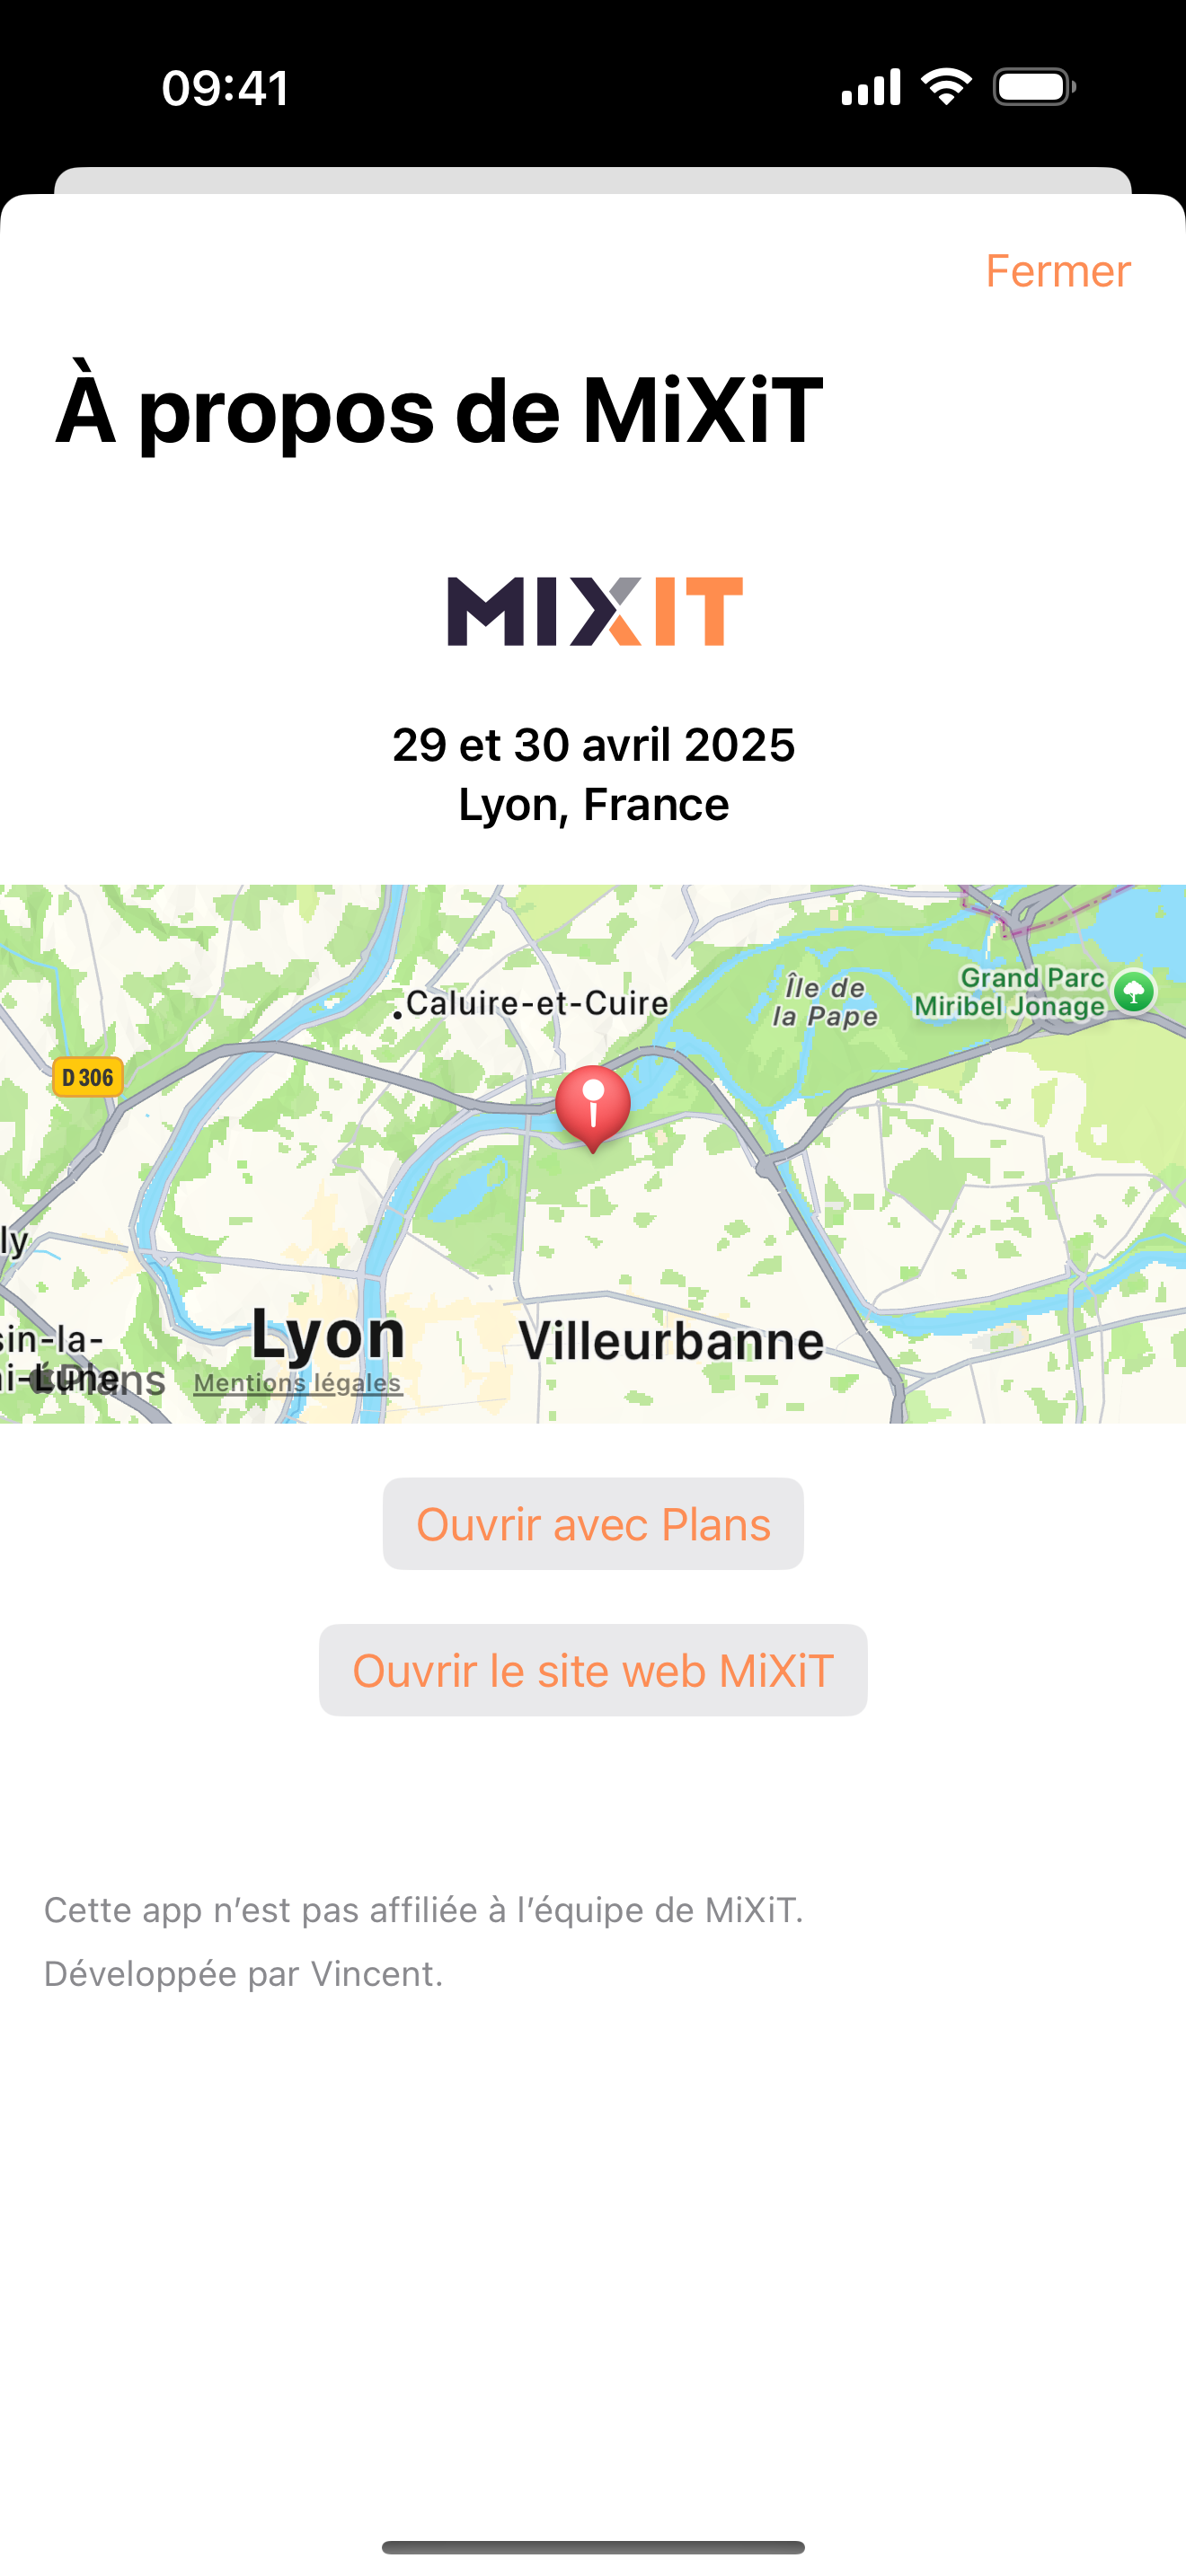 09:41
Fermer
À propos de MiXiT
MIXIT
29 et 30 avril 2025
Lyon, France
Caluire-et-Cuire
Île de
la Pape
Grand Parc
Miribel Jonage
D 306
ly
sin-la-
i-Lune
Lyon
Villeurbanne
Plans
Mentions légales
Ouvrir avec Plans
Ouvrir le site web MiXiT
Cette app n’est pas affiliée à l’équipe de MiXiT.
Développée par Vincent.